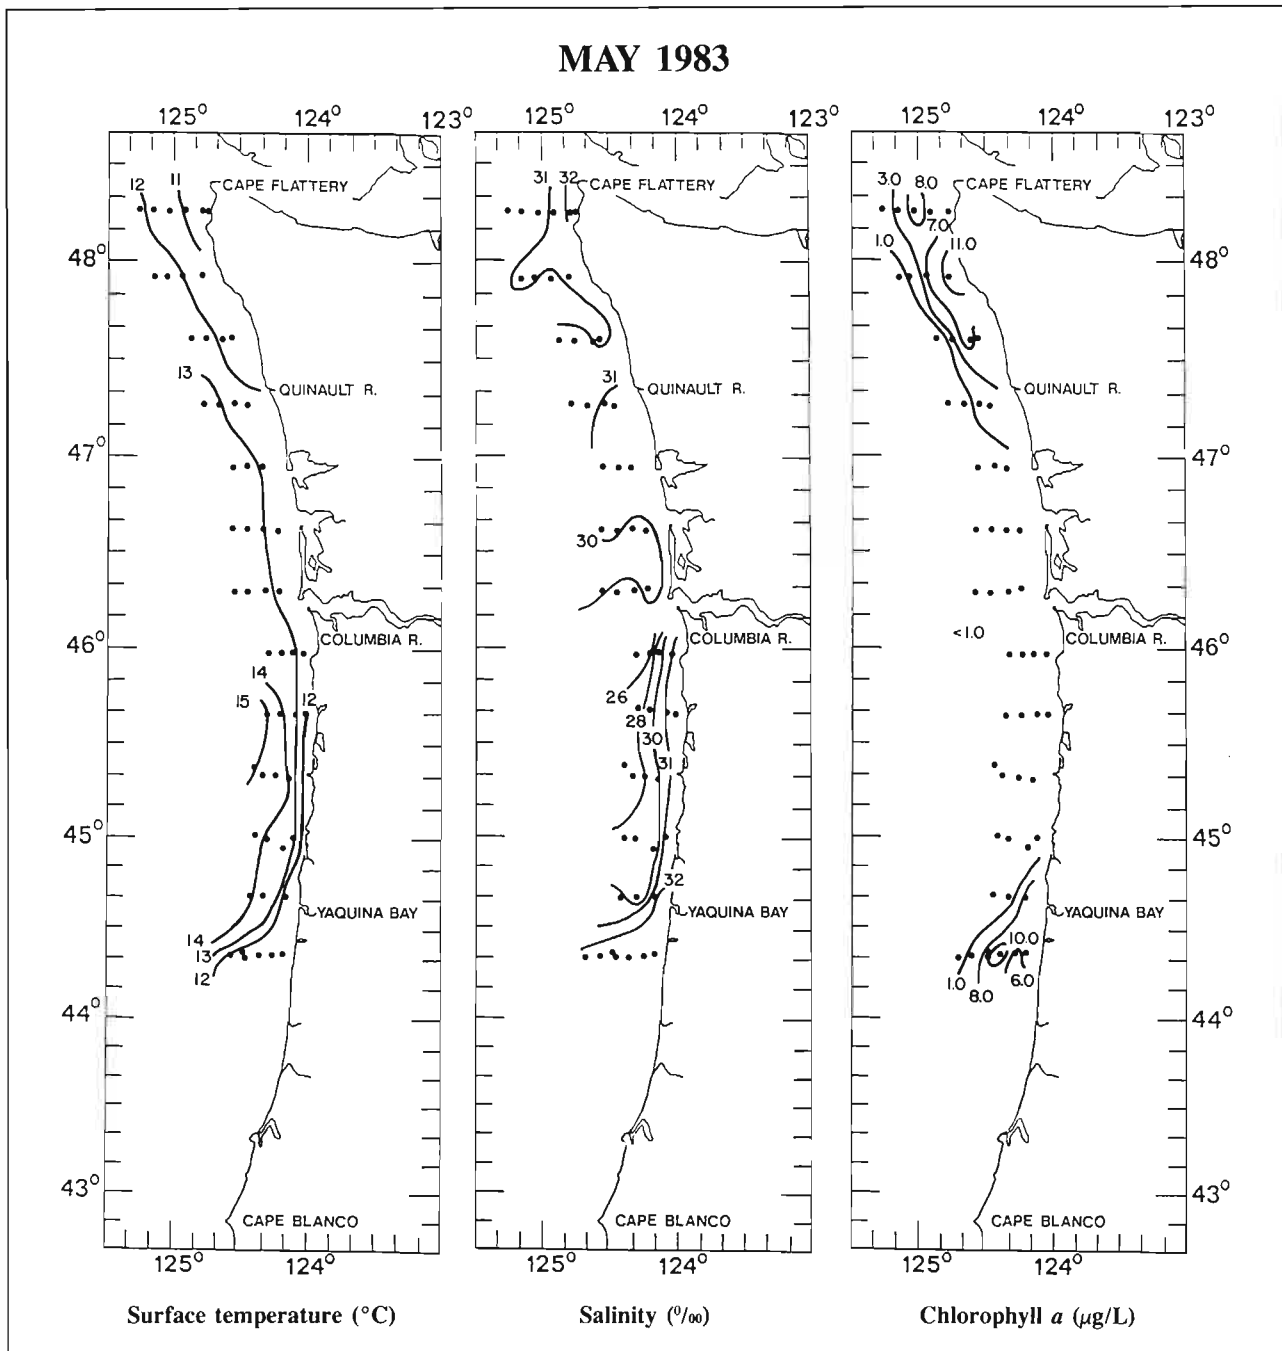 MAY 1983
125° 124° 123° 125° 124° 123° 125° 124° 123°
12 11 CAPE FLATTERY 31 32 CAPE FLATTERY 3.0 8.0 CAPE FLATTERY
7.0
48° 1.0 11.0 48°
13 QUINAULT R. 31 QUINAULT R. QUINAULT R.
47° 47°
30
46° COLUMBIA R. COLUMBIA R. <1.0 COLUMBIA R. 46°
14
15 12 26
28
30
31
45° 45°
32
YAQUINA BAY YAQUINA BAY YAQUINA BAY
14 10.0
13
12 1.0 8.0 6.0
44° 44°
43° 43°
CAPE BLANCO CAPE BLANCO CAPE BLANCO
125° 124° 125° 124° 125° 124° 123°
Surface temperature (°C) Salinity (⁰/₀₀) Chlorophyll a (μg/L)